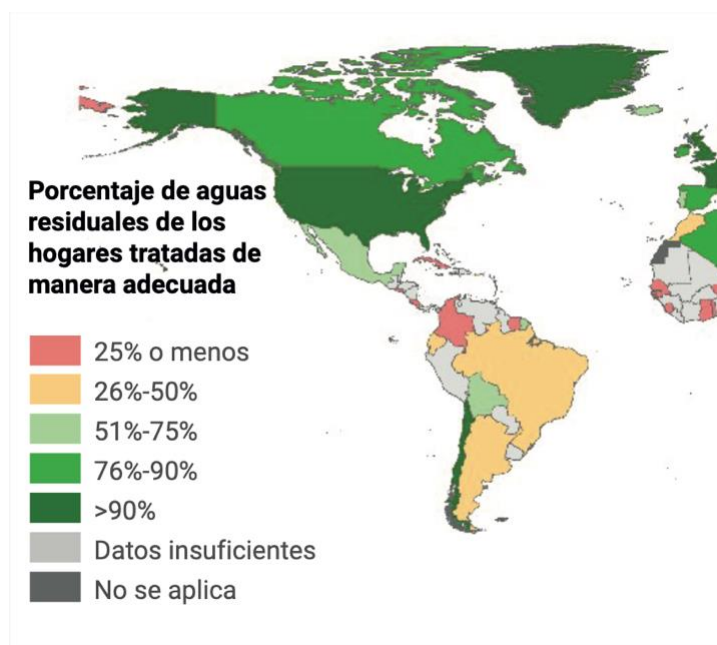 Porcentaje de aguas
residuales de los
hogares tratadas de
manera adecuada
25% o menos
26%-50%
51%-75%
76%-90%
>90%
Datos insuficientes
No se aplica